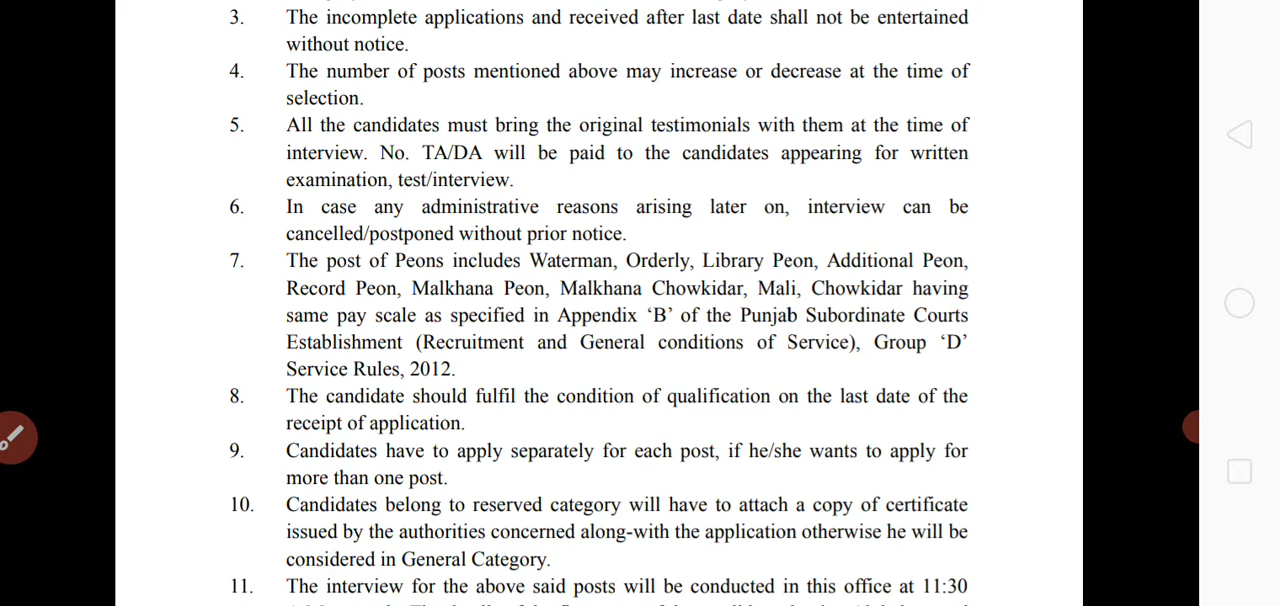 3. The incomplete applications and received after last date shall not be entertained
without notice.
4. The number of posts mentioned above may increase or decrease at the time of
selection.
5. All the candidates must bring the original testimonials with them at the time of
interview. No. TA/DA will be paid to the candidates appearing for written
examination, test/interview.
6. In case any administrative reasons arising later on, interview can be
cancelled/postponed without prior notice.
7. The post of Peons includes Waterman, Orderly, Library Peon, Additional Peon,
Record Peon, Malkhana Peon, Malkhana Chowkidar, Mali, Chowkidar having
same pay scale as specified in Appendix ‘B’ of the Punjab Subordinate Courts
Establishment (Recruitment and General conditions of Service), Group ‘D’
Service Rules, 2012.
8. The candidate should fulfil the condition of qualification on the last date of the
receipt of application.
9. Candidates have to apply separately for each post, if he/she wants to apply for
more than one post.
10. Candidates belong to reserved category will have to attach a copy of certificate
issued by the authorities concerned along-with the application otherwise he will be
considered in General Category.
11. The interview for the above said posts will be conducted in this office at 11:30